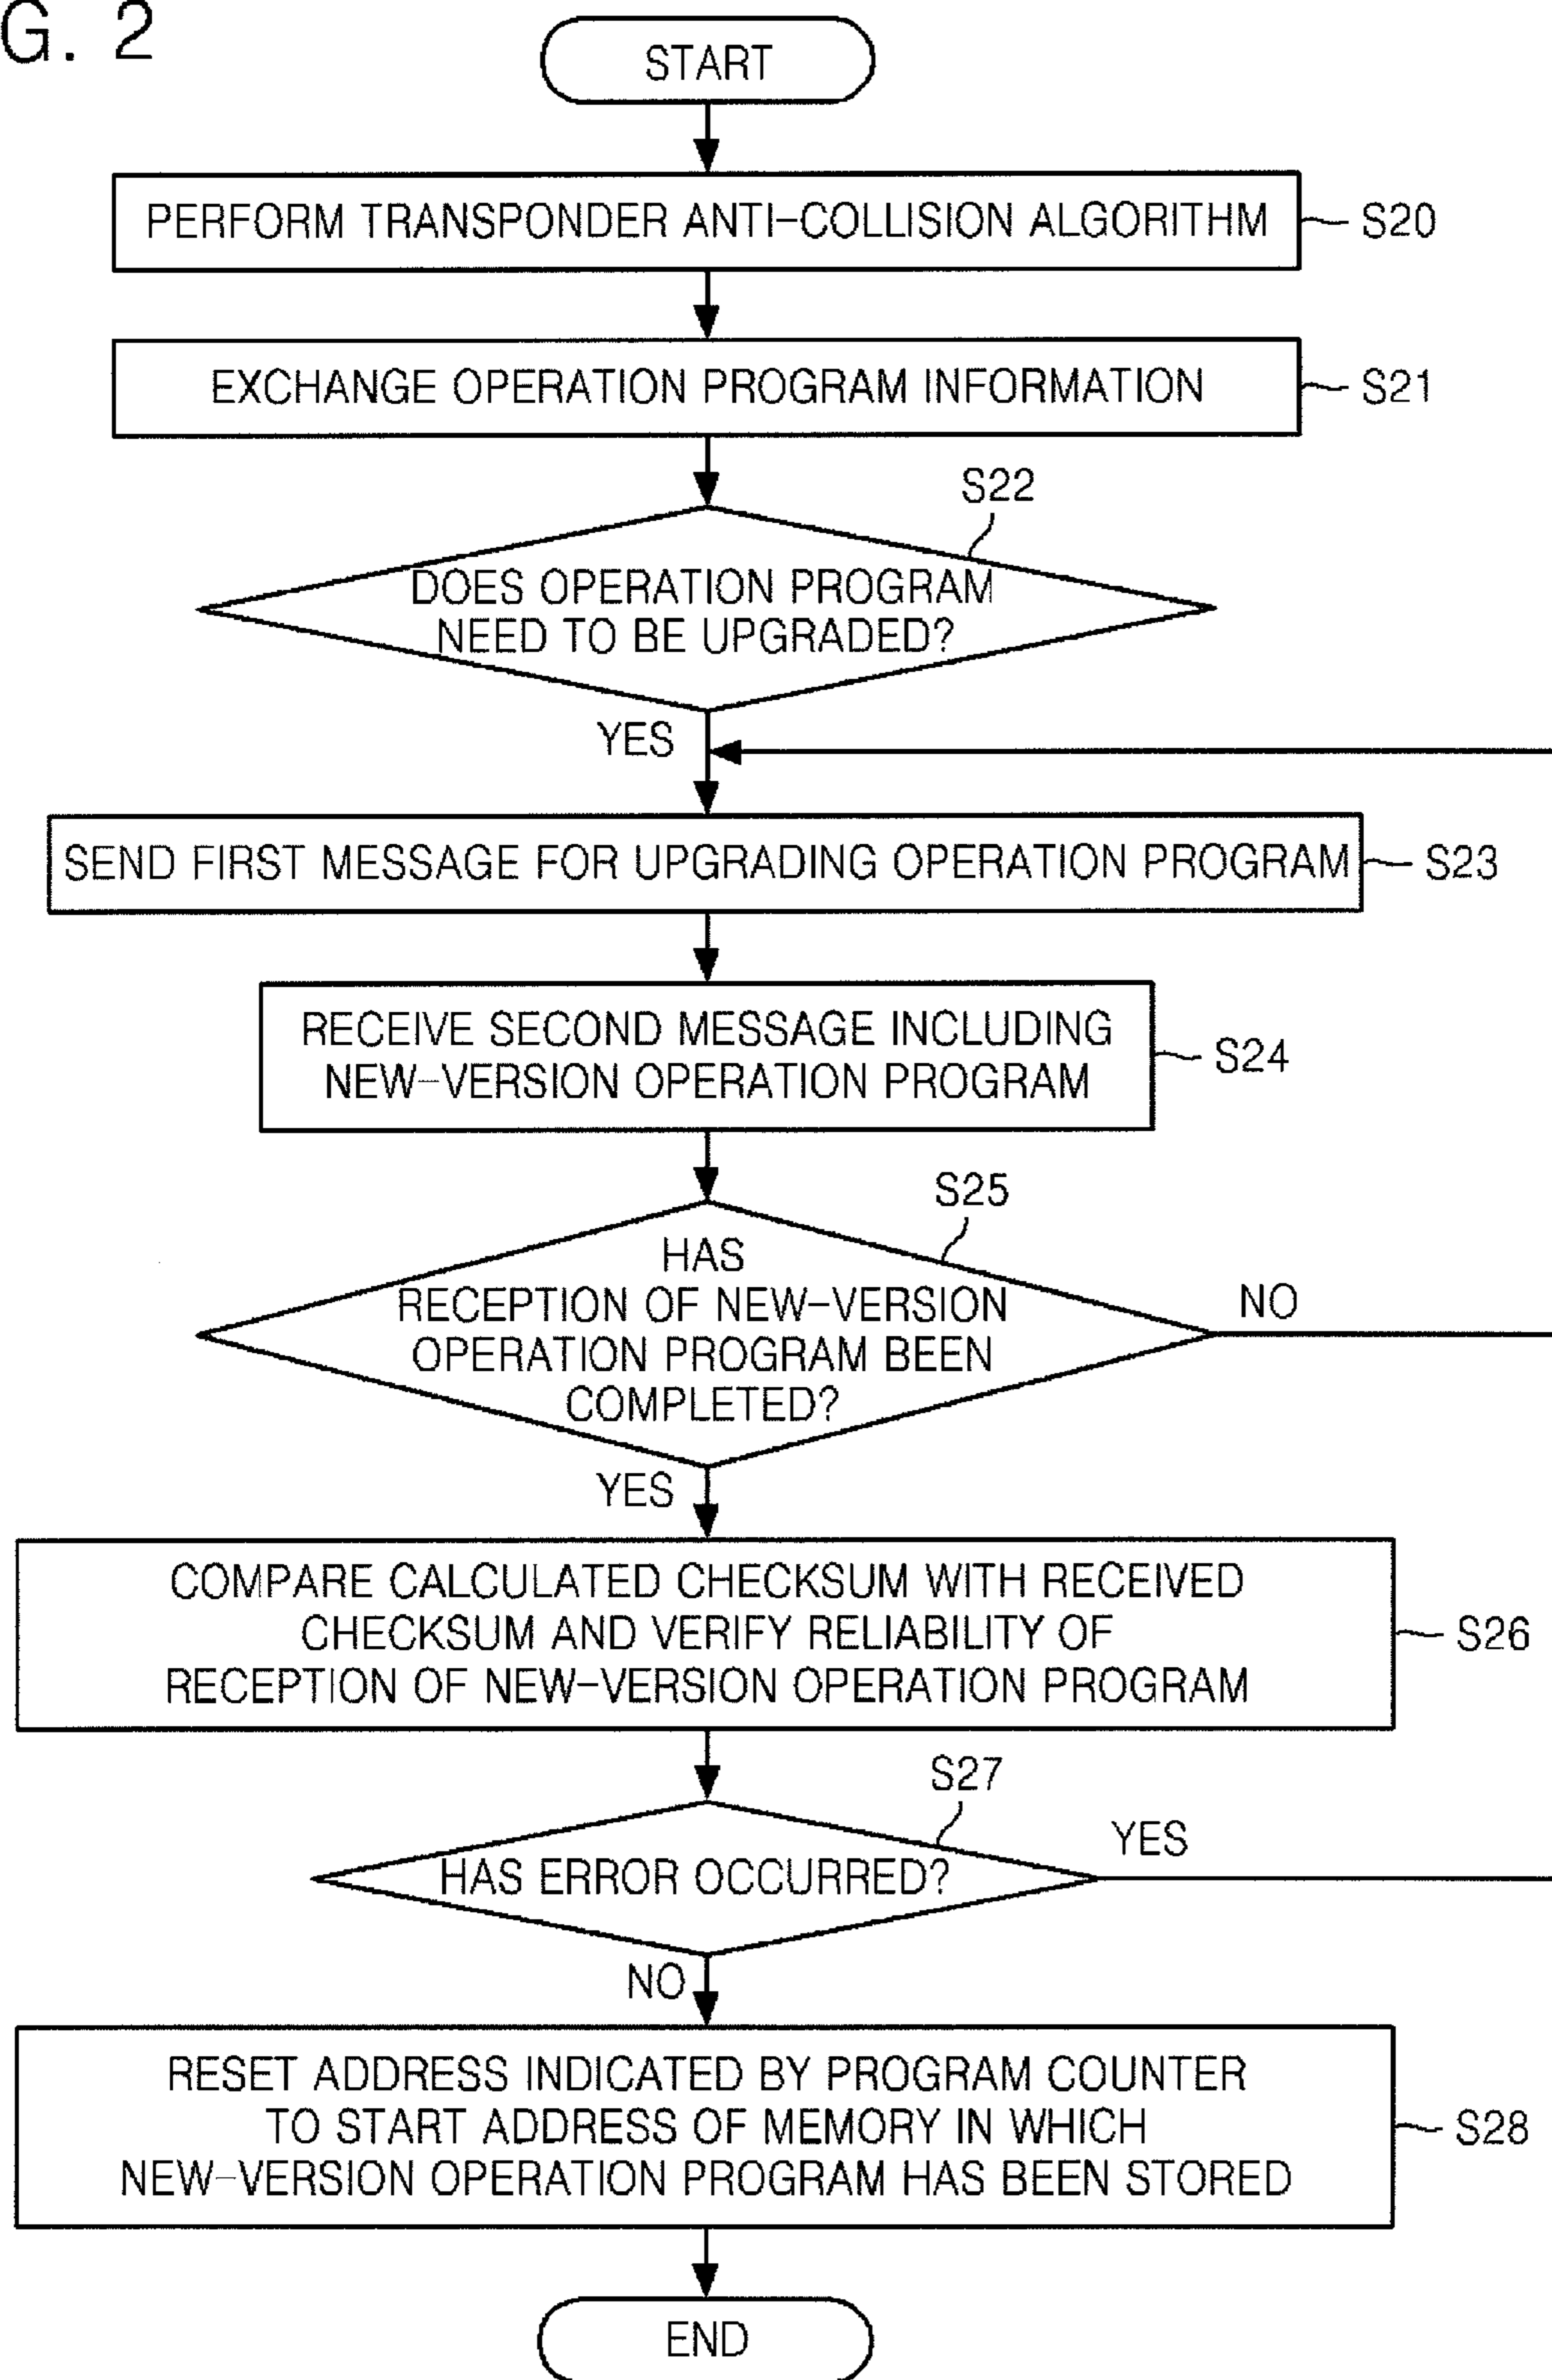 G. 2
START
PERFORM TRANSPONDER ANTI-COLLISION ALGORITHM
S20
EXCHANGE OPERATION PROGRAM INFORMATION
S21
S22
DOES OPERATION PROGRAM
NEED TO BE UPGRADED?
YES
SEND FIRST MESSAGE FOR UPGRADING OPERATION PROGRAM
S23
RECEIVE SECOND MESSAGE INCLUDING
NEW-VERSION OPERATION PROGRAM
S24
S25
HAS
RECEPTION OF NEW-VERSION
OPERATION PROGRAM BEEN
COMPLETED?
NO
YES
COMPARE CALCULATED CHECKSUM WITH RECEIVED
CHECKSUM AND VERIFY RELIABILITY OF
RECEPTION OF NEW-VERSION OPERATION PROGRAM
S26
S27
HAS ERROR OCCURRED?
YES
NO
RESET ADDRESS INDICATED BY PROGRAM COUNTER
TO START ADDRESS OF MEMORY IN WHICH
NEW-VERSION OPERATION PROGRAM HAS BEEN STORED
S28
END